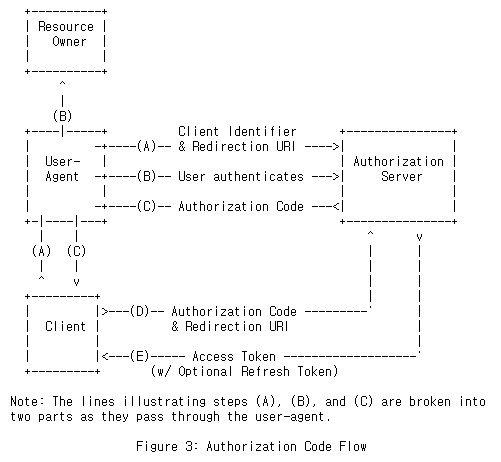 Resource
Owner
(B)
Client Identifier
(A) & Redirection URI
User-
Agent
(B) User authenticates
Authorization
Server
(C) Authorization Code
(A) (C)
(D) Authorization Code
Client
& Redirection URI
(E) Access Token
(w/ Optional Refresh Token)
Note: The lines illustrating steps (A), (B), and (C) are broken into
two parts as they pass through the user-agent.
Figure 3: Authorization Code Flow